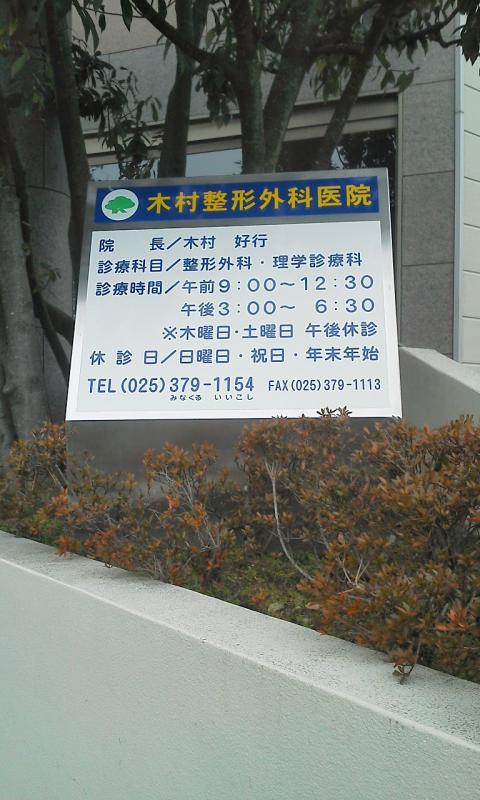 木村整形外科医院
院　　長／木村　好行
診療科目／整形外科・理学診療科
診療時間／午前9：00～12：30
午後3：00～ 6：30
※木曜日・土曜日 午後休診
休 診 日／日曜日・祝日・年末年始
TEL(025)379-1154 FAX(025)379-1113
みなくる いいこし